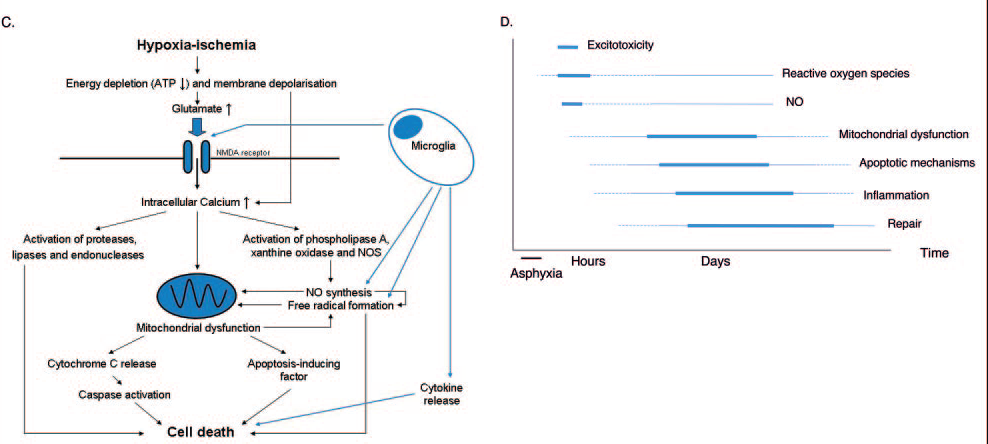 C.
Hypoxia-ischemia
Energy depletion (ATP ↓) and membrane depolarisation
Glutamate ↑
NMDA receptor
Microglia
Intracellular Calcium ↑
Activation of proteases,
lipases and endonucleases
Activation of phospholipase A,
xanthine oxidase and NOS
NO synthesis
Free radical formation
Mitochondrial dysfunction
Cytochrome C release
Apoptosis-inducing
factor
Caspase activation
Cytokine
release
Cell death
D.
Excitotoxicity
Reactive oxygen species
NO
Mitochondrial dysfunction
Apoptotic mechanisms
Inflammation
Repair
Time
Asphyxia
Hours
Days